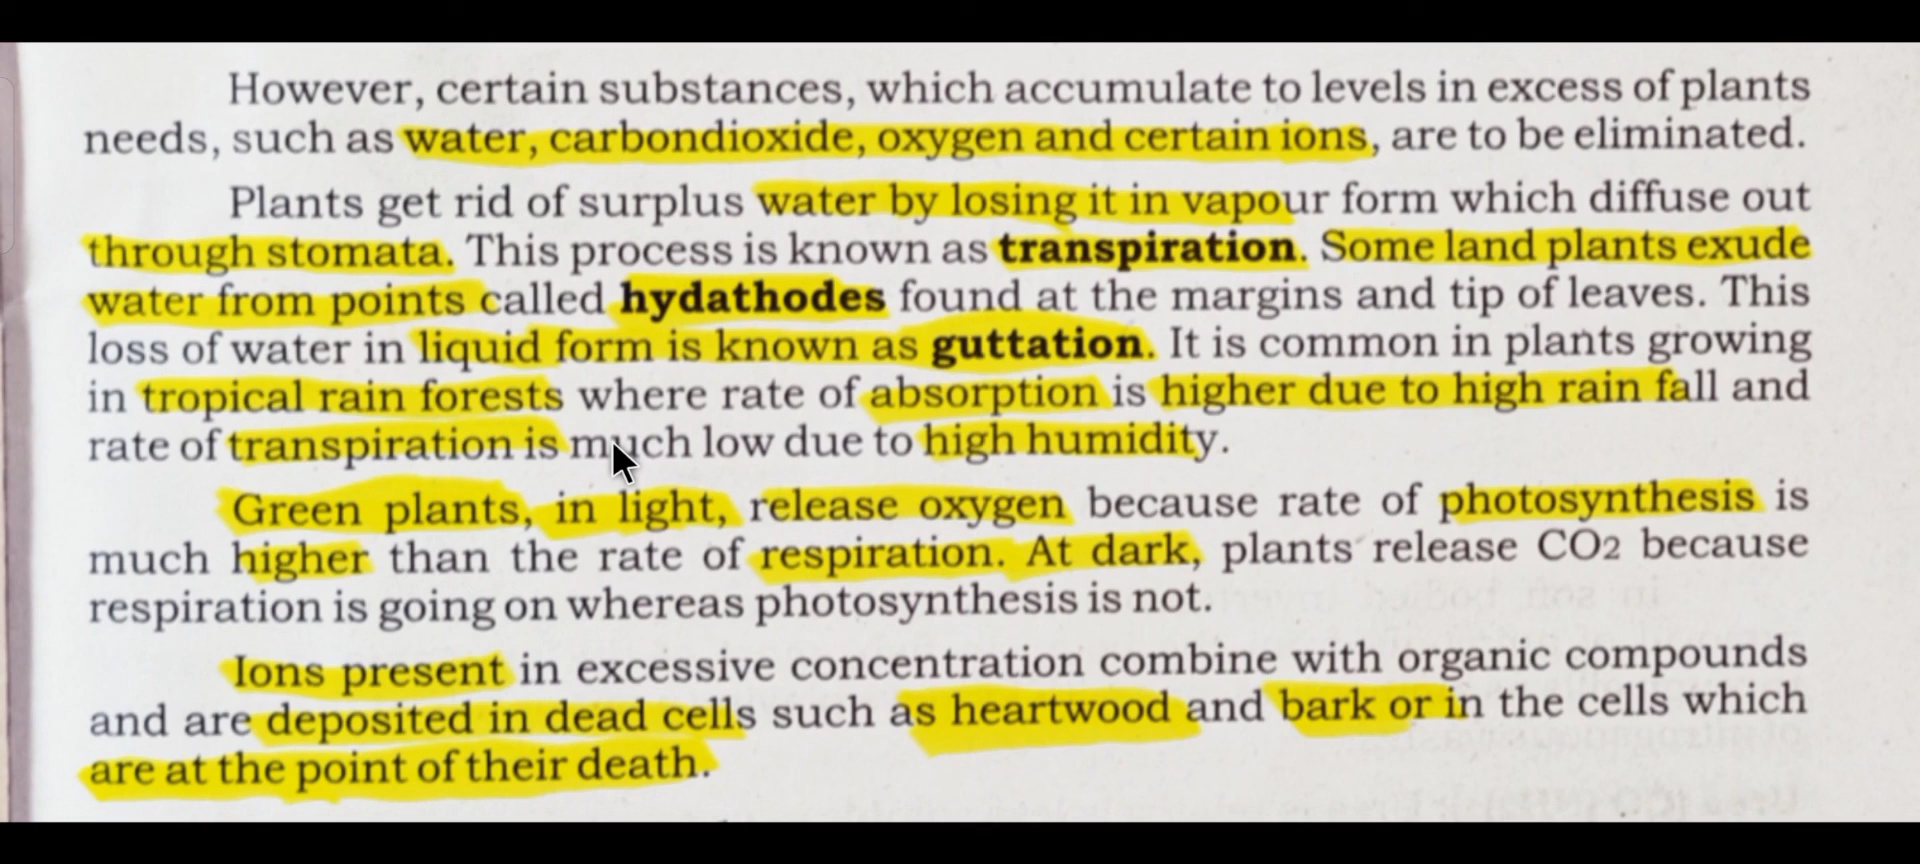 However, certain substances, which accumulate to levels in excess of plants
needs, such as water, carbondioxide, oxygen and certain ions, are to be eliminated.
Plants get rid of surplus water by losing it in vapour form which diffuse out
through stomata. This process is known as transpiration. Some land plants exude
water from points called hydathodes found at the margins and tip of leaves. This
loss of water in liquid form is known as guttation. It is common in plants growing
in tropical rain forests where rate of absorption is higher due to high rain fall and
rate of transpiration is much low due to high humidity.
Green plants, in light, release oxygen because rate of photosynthesis is
much higher than the rate of respiration. At dark, plants release CO2 because
respiration is going on whereas photosynthesis is not.
Ions present in excessive concentration combine with organic compounds
and are deposited in dead cells such as heartwood and bark or in the cells which
are at the point of their death.